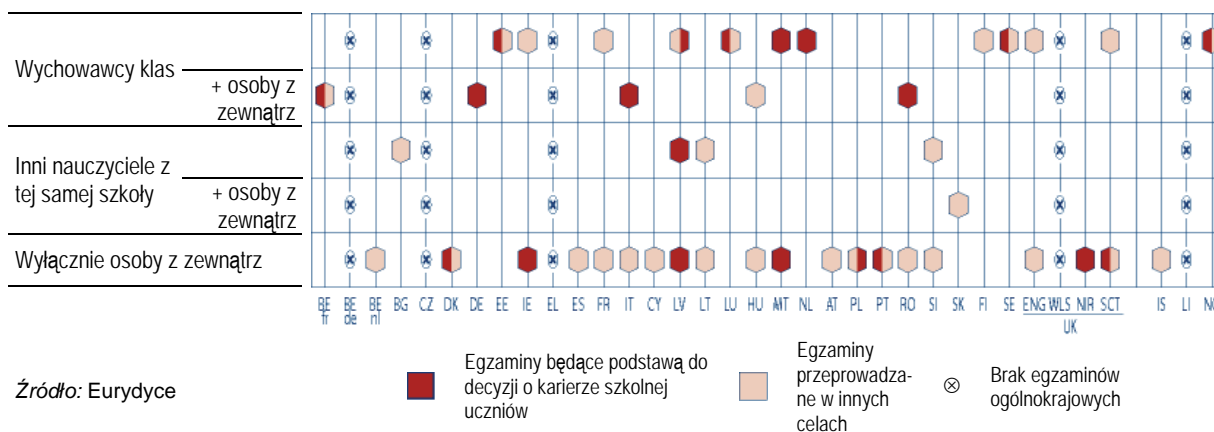 Wychowawcy klas
+ osoby z
zewnątrz
Inni nauczyciele z
tej samej szkoły
+ osoby z
zewnątrz
Wyłącznie osoby z zewnątrz
BE fr BE de BE nl BG CZ DK DE EE IE EL ES FR IT CY LV LT LU HU MT NL AT PL PT RO SI SK FI SE ENG WLS NIR SCT IS LI
UK
Źródło: Eurydyce
Egzaminy będące podstawą do
decyzji o karierze szkolnej
uczniów
Egzaminy
przeprowadza-
ne w innych
celach
Brak egzaminów
ogólnokrajowych